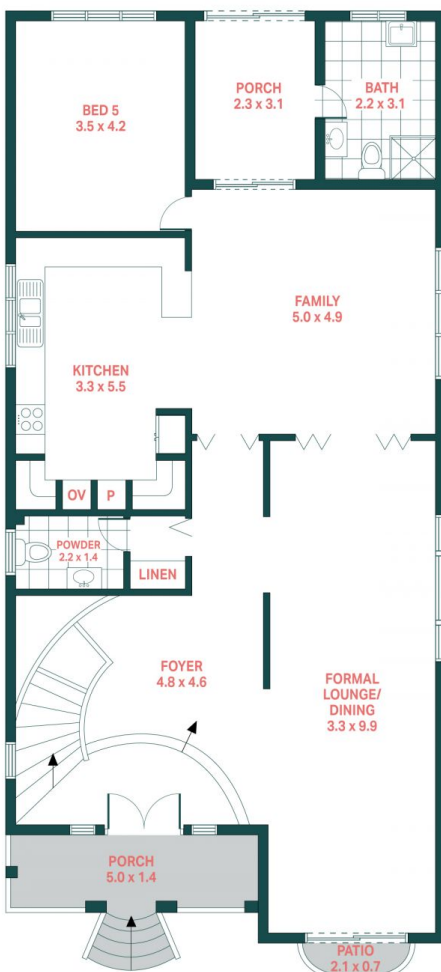 BED 5
3.5 x 4.2
PORCH
2.3 x 3.1
BATH
2.2 x 3.1
FAMILY
5.0 x 4.9
KITCHEN
3.3 x 5.5
OV
P
POWDER
2.2 x 1.4
LINEN
FOYER
4.8 x 4.6
FORMAL
LOUNGE/
DINING
3.3 x 9.9
PORCH
5.0 x 1.4
PATIO
2.1 x 0.7